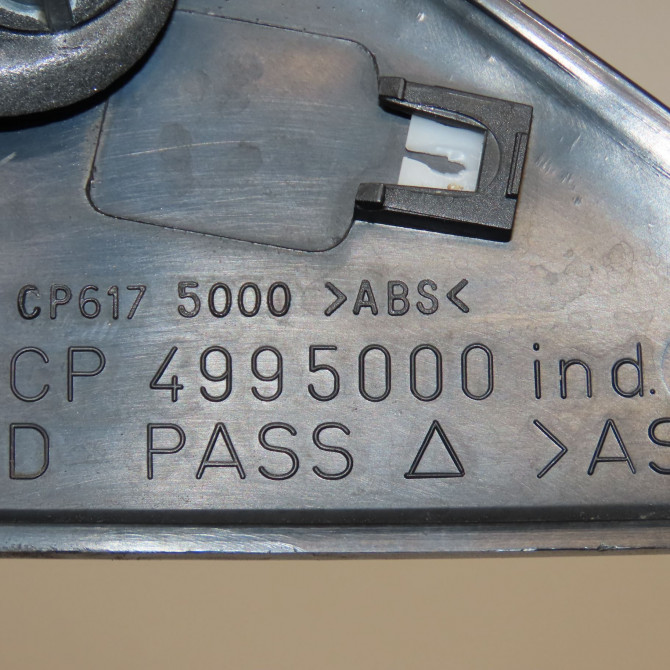 CP617 5000 >ABS<
CP 4995000 ind.
D PASS △ >AS